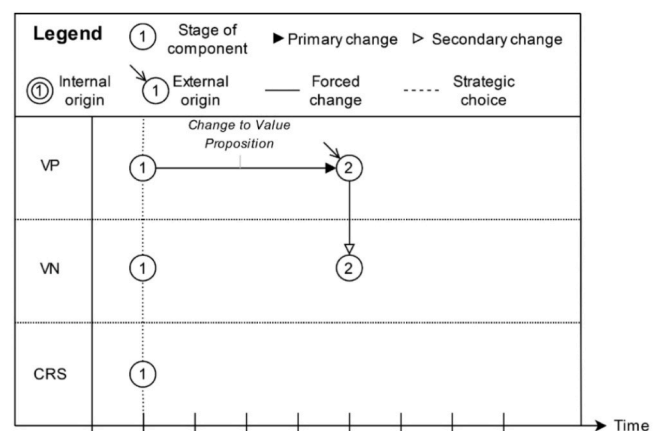 Legend
1
Stage of
component
Primary change
Secondary change
1
Internal
origin
1
External
origin
Forced
change
Strategic
choice
Change to Value
Proposition
VP
1
2
VN
1
2
CRS
1
Time